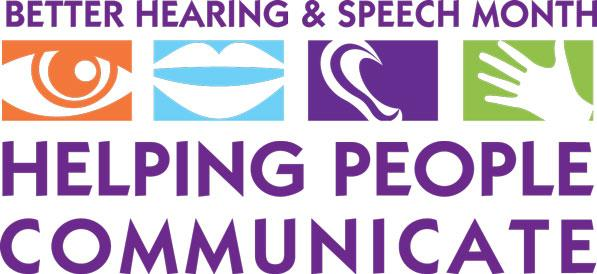 BETTER HEARING & SPEECH MONTH
HELPING PEOPLE
COMMUNICATE